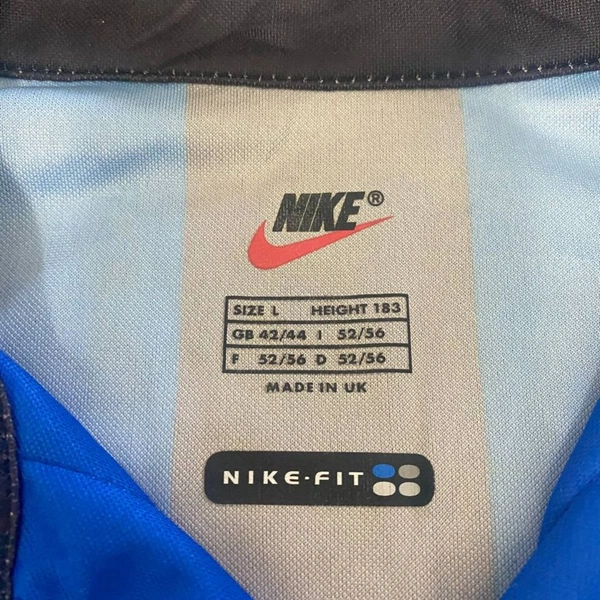 NIKE®
SIZE L HEIGHT 183
GB 42/44 I 52/56
F 52/56 D 52/56
MADE IN UK
NIKE·FIT